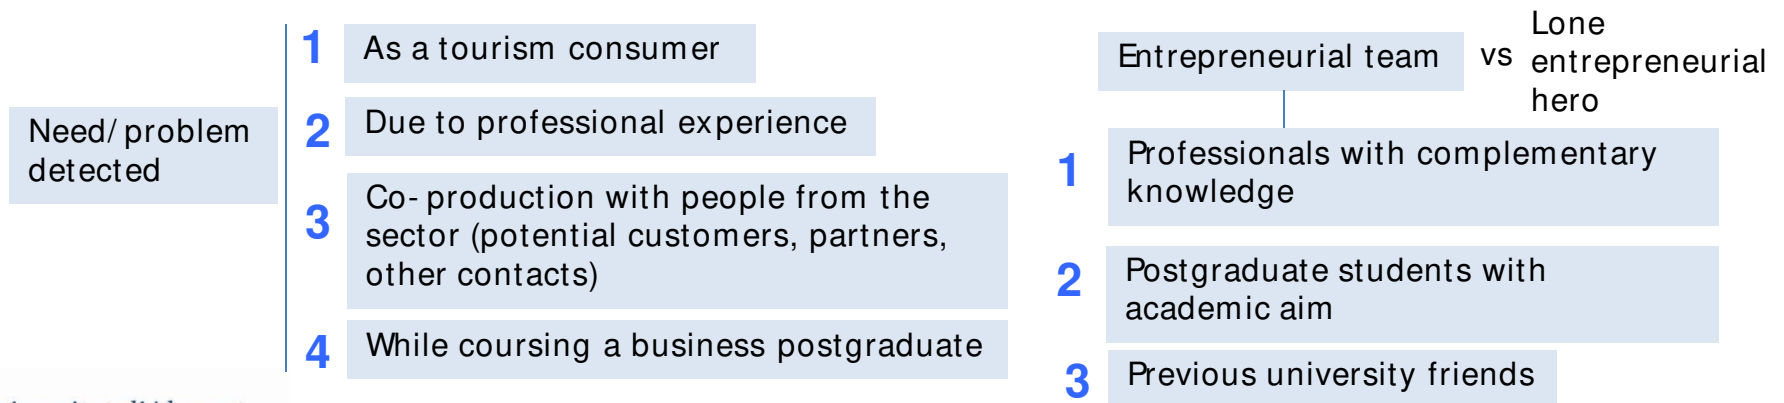 Need/problem
detected
1 As a tourism consumer
2 Due to professional experience
3 Co-production with people from the
sector (potential customers, partners,
other contacts)
4 While coursing a business postgraduate
Entrepreneurial team vs Lone
entrepreneurial
hero
1 Professionals with complementary
knowledge
2 Postgraduate students with
academic aim
3 Previous university friends